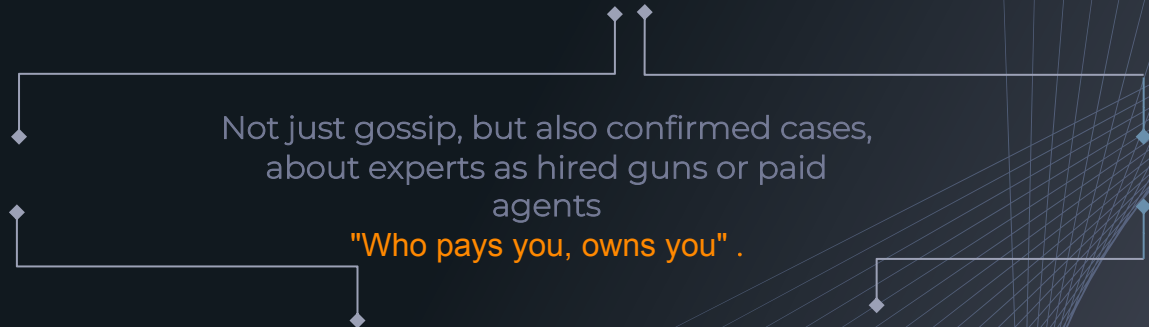 Not just gossip, but also confirmed cases,
about experts as hired guns or paid
agents
"Who pays you, owns you" .